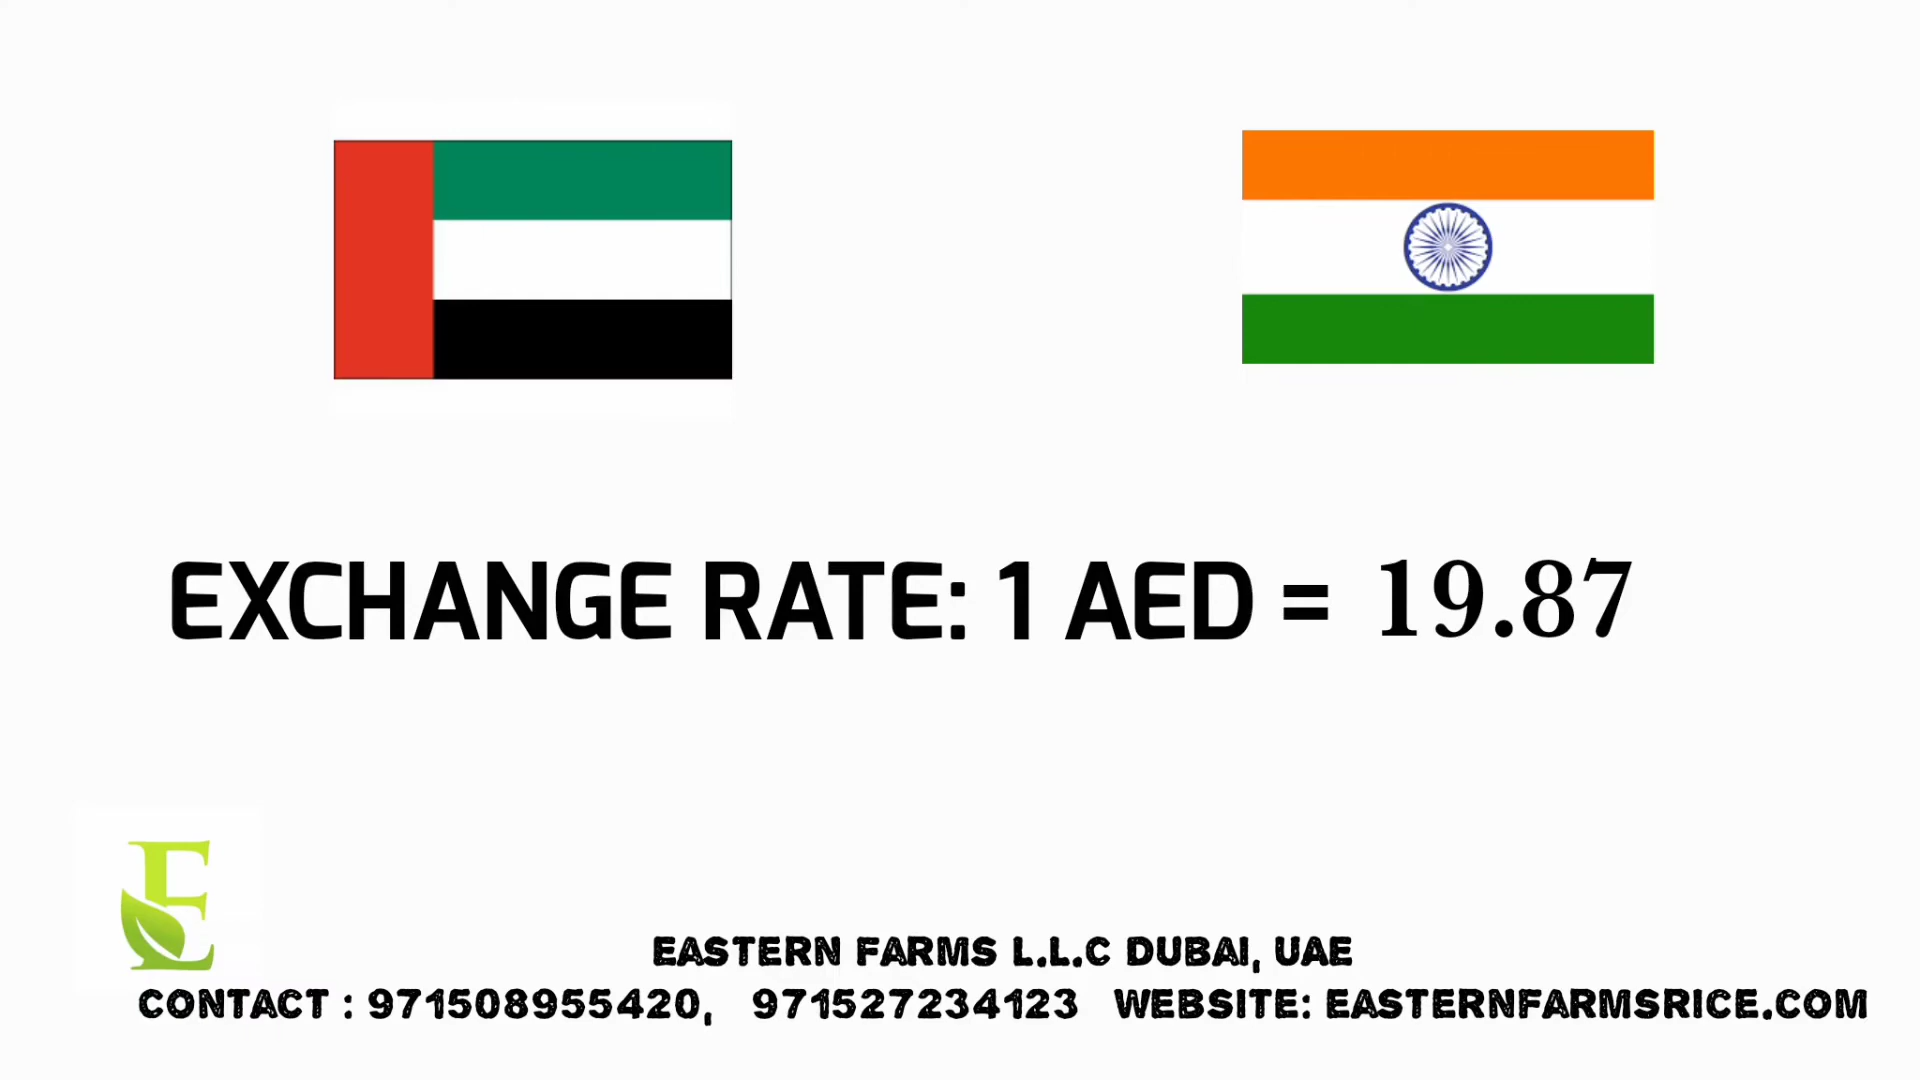 EXCHANGE RATE: 1 AED = 19.87
E
EASTERN FARMS L.L.C DUBAI, UAE
CONTACT : 971508955420, 971527234123 WEBSITE: EASTERNFARMSRICE.COM